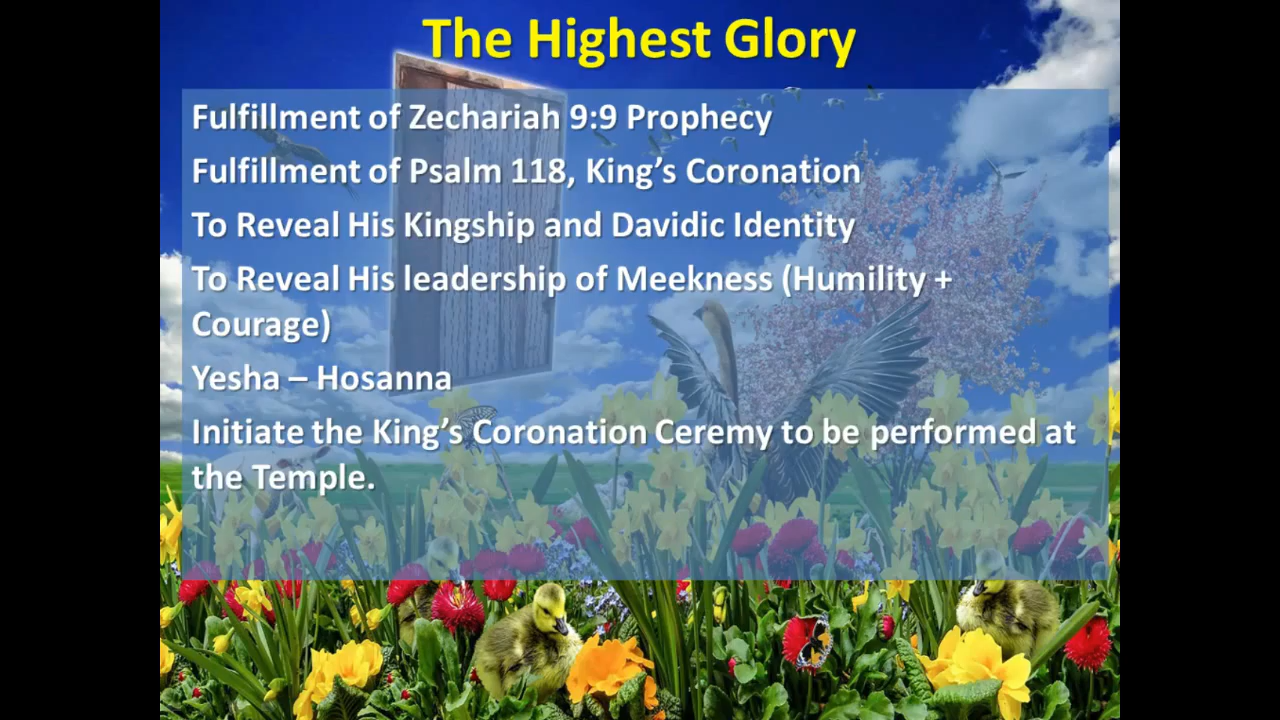 The Highest Glory
Fulfillment of Zechariah 9:9 Prophecy
Fulfillment of Psalm 118, King’s Coronation
To Reveal His Kingship and Davidic Identity
To Reveal His leadership of Meekness (Humility +
Courage)
Yesha – Hosanna
Initiate the King’s Coronation Ceremy to be performed at
the Temple.